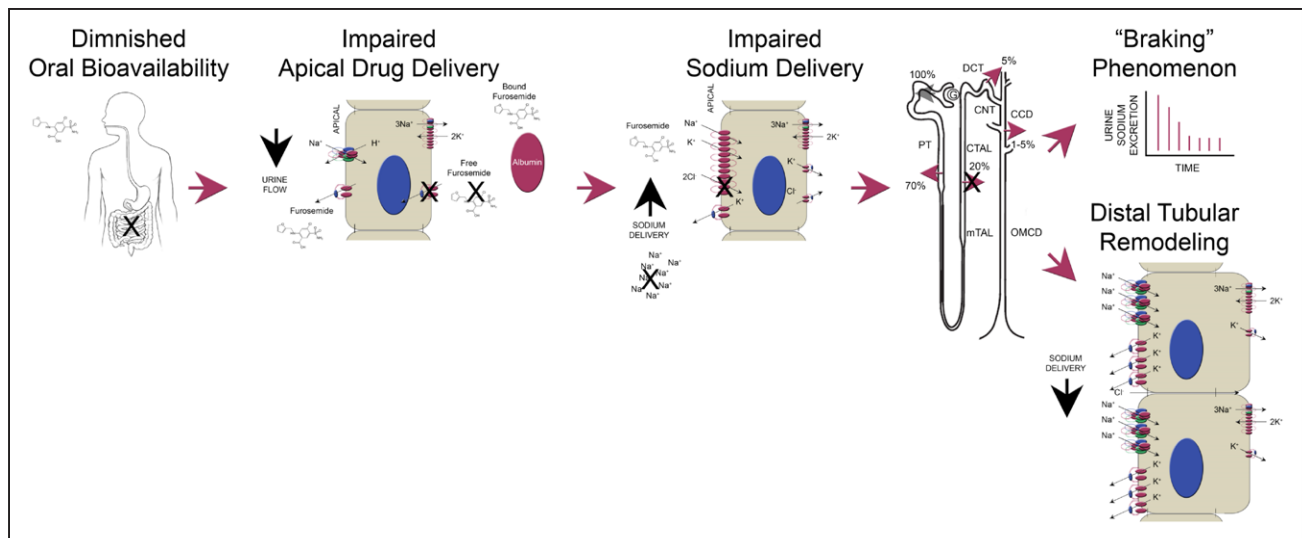 Dimnished
Oral Bioavailability
Impaired
Apical Drug Delivery
URINE
FLOW
APICAL
Na⁺
H⁺
Furosemide
3Na⁺
2K⁺
Free
Furosemide
Bound
Furosemide
Albumin
Impaired
Sodium Delivery
Furosemide
SODIUM
DELIVERY
Na⁺
Na⁺
Na⁺
Na⁺
Na⁺
Na⁺
Na⁺
APICAL
Na⁺
K⁺
2Cl⁻
K⁺
3Na⁺
2K⁺
K⁺
Cl⁻
100%
G
DCT
5%
CNT
CCD
1-5%
PT
CTAL
20%
70%
mTAL
OMCD
“Braking”
Phenomenon
URINE
SODIUM
EXCRETION
TIME
Distal Tubular
Remodeling
SODIUM
DELIVERY
Na⁺
Na⁺
Na⁺
K⁺
K⁺
K⁺
3Na⁺
2K⁺
K⁺
Cl⁻
Na⁺
Na⁺
Na⁺
K⁺
K⁺
K⁺
3Na⁺
2K⁺
K⁺